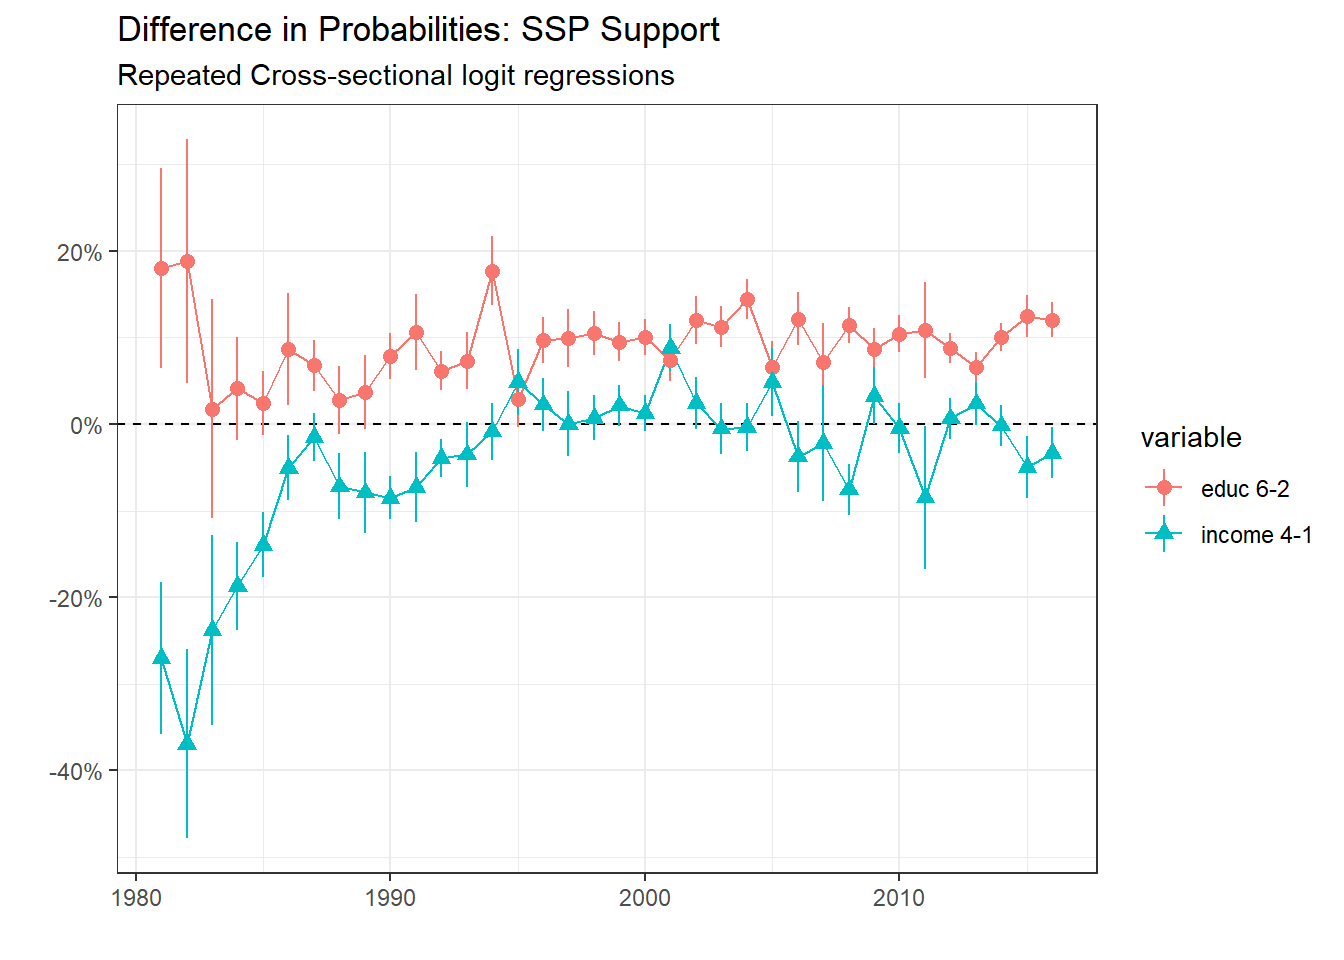 Difference in Probabilities: SSP Support
Repeated Cross-sectional logit regressions
20%
0%
-20%
-40%
1980
1990
2000
2010
variable
educ 6-2
income 4-1